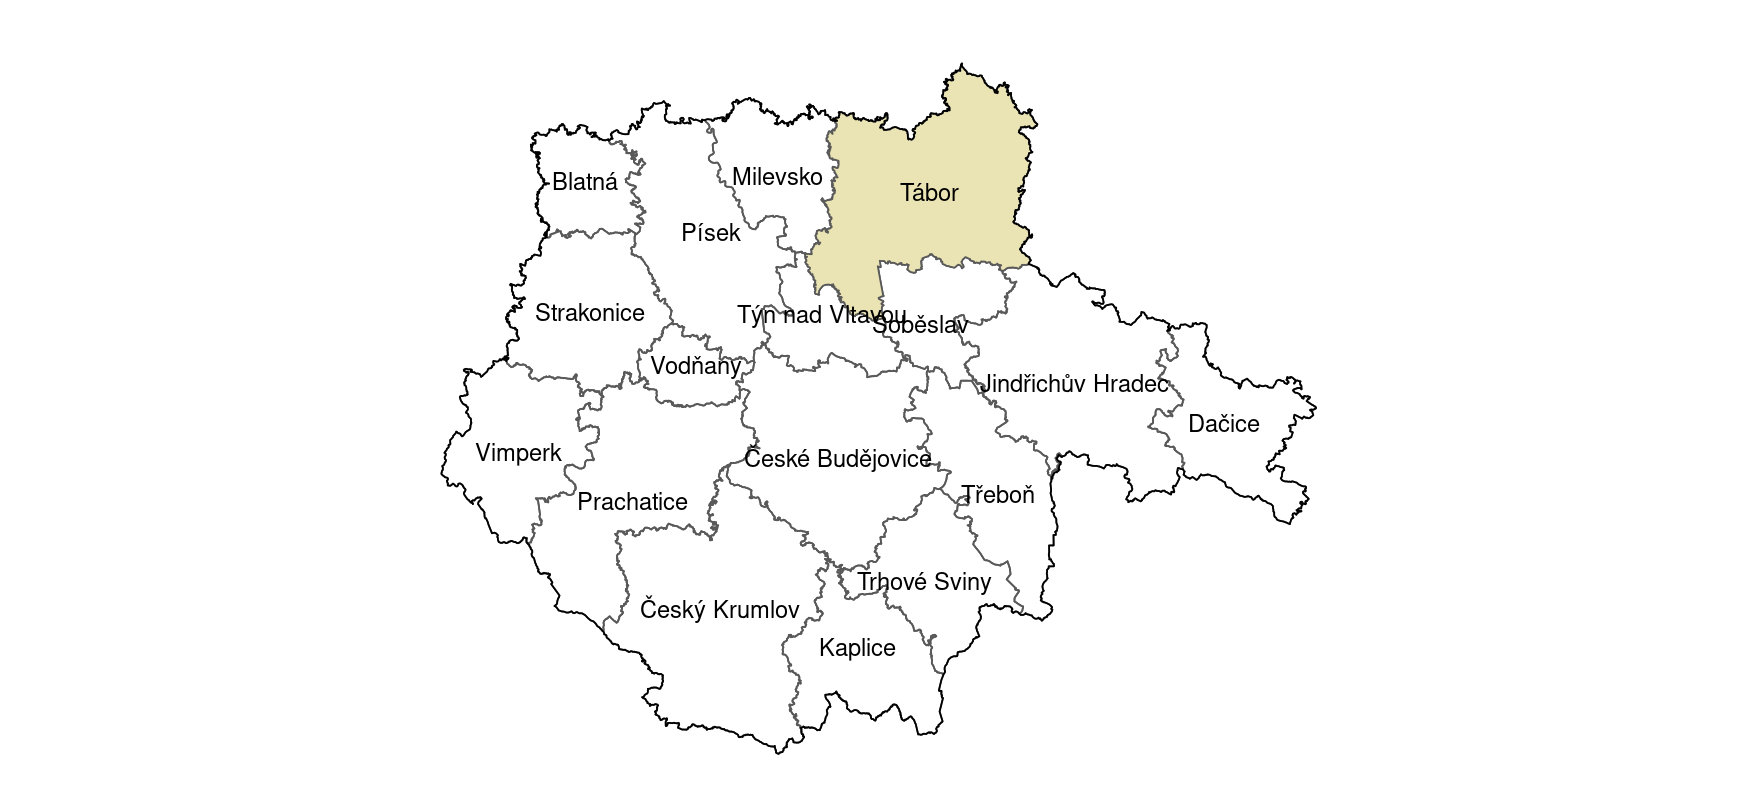 Milevsko
Blatná
Tábor
Písek
Strakonice
Týn nad Vltavou
Soběslav
Vodňany
Jindřichův Hradec
Dačice
Vimperk
České Budějovice
Třeboň
Prachatice
Trhové Sviny
Český Krumlov
Kaplice